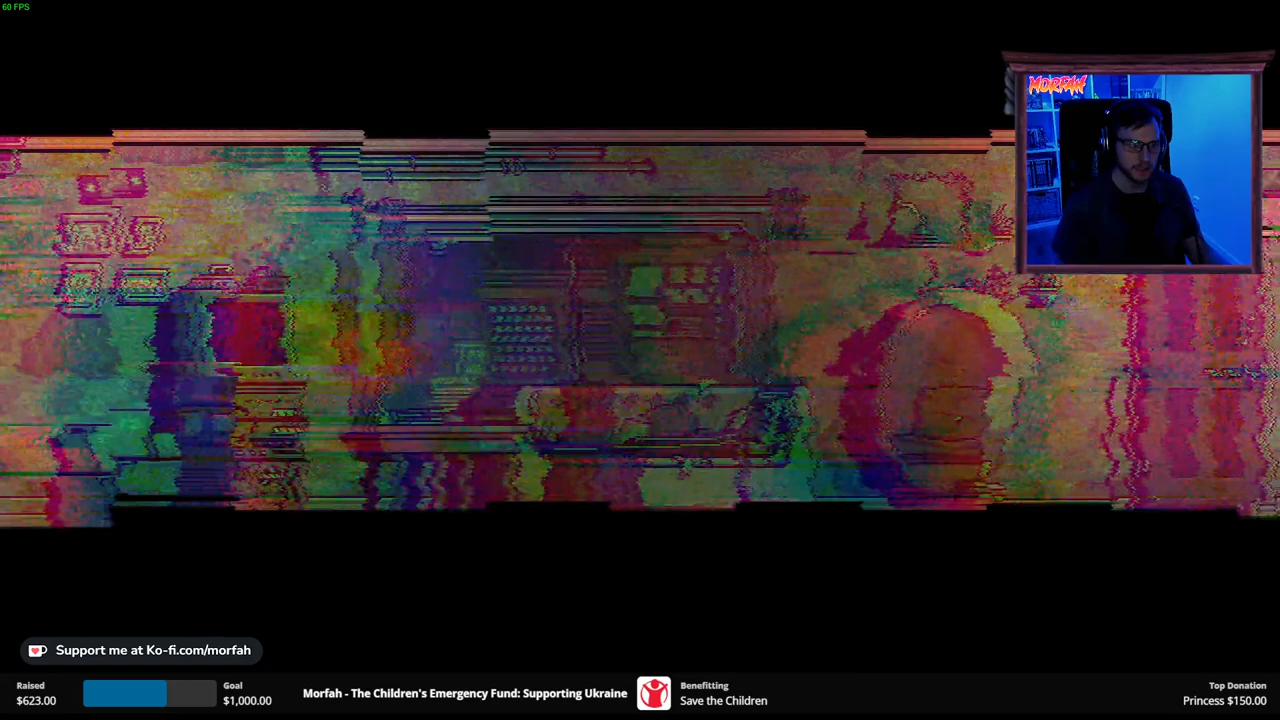 60 FPS
MORFAH
Support me at Ko-fi.com/morfah
Raised
$623.00
Goal
$1,000.00
Morfah - The Children's Emergency Fund: Supporting Ukraine
Benefitting
Save the Children
Top Donation
Princess $150.00